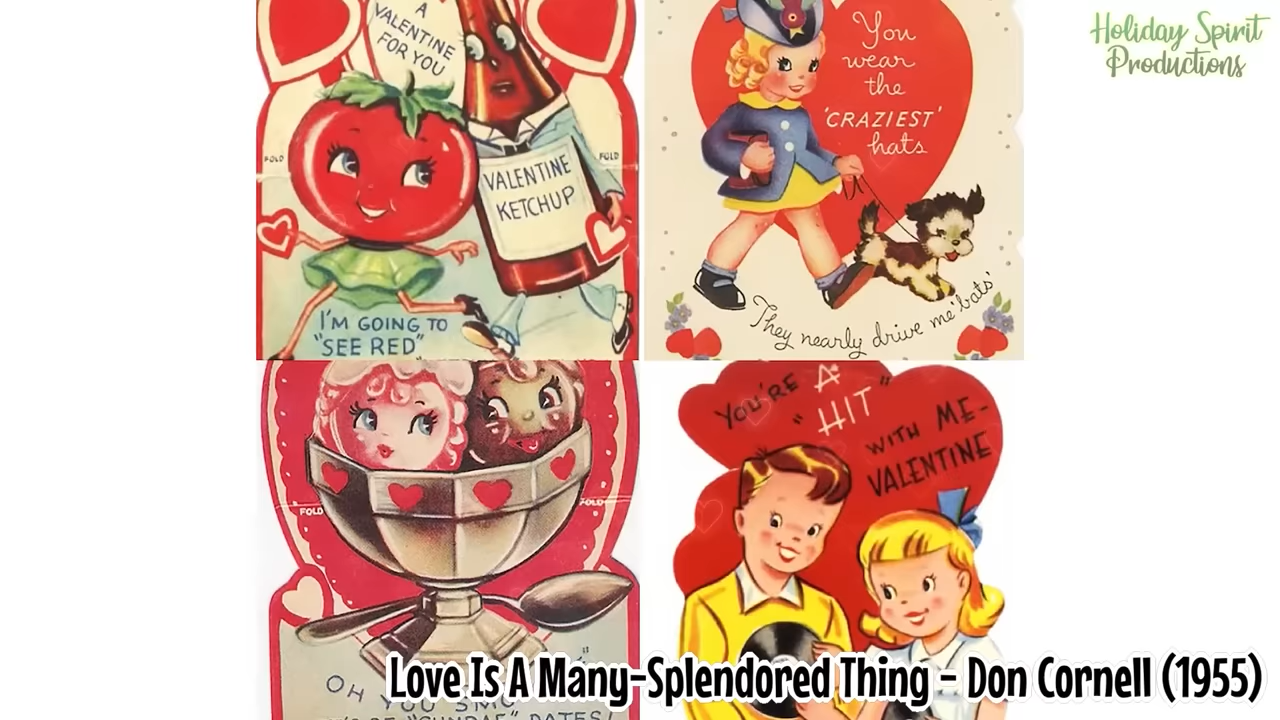 Holiday Spirit
Productions
A
VALENTINE
FOR YOU
FOLD
FOLD
VALENTINE
KETCHUP
I'M GOING TO
"SEE RED"
You
wear
the
'CRAZIEST'
hats
They nearly drive me 'bats'
FOLD
FOLD
OH YOU
YOU'RE A
"HIT"
WITH ME-
VALENTINE
Love Is A Many-Splendored Thing - Don Cornell (1955)